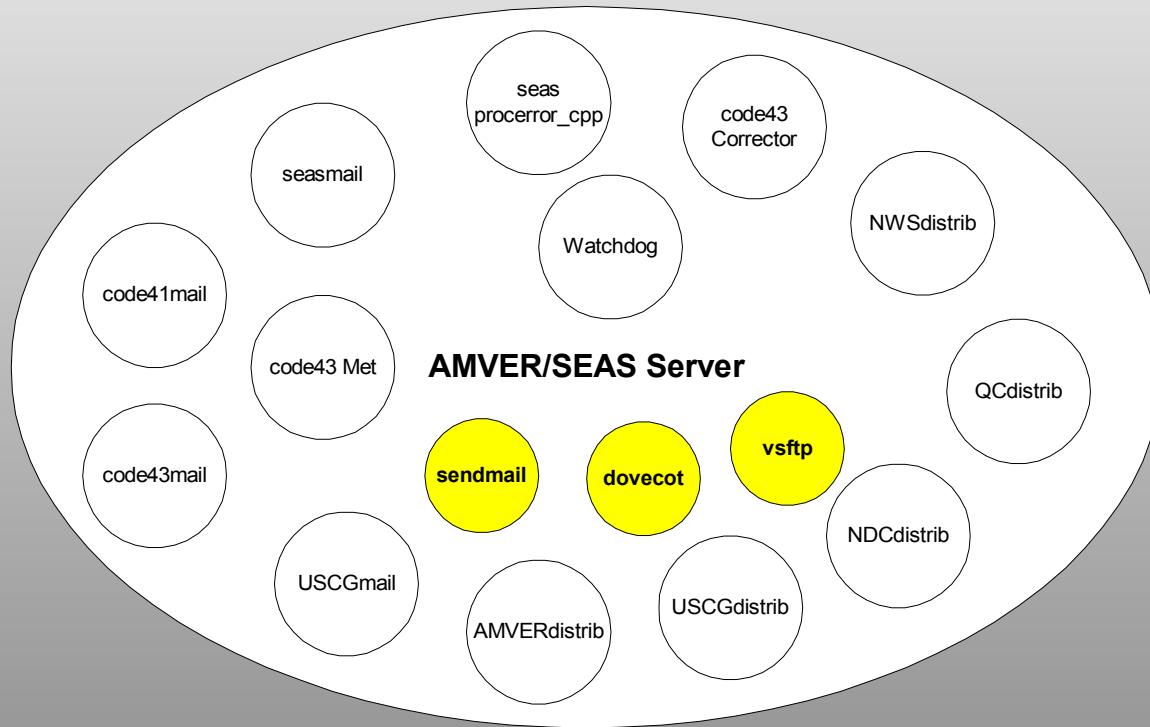 seas
procerror_cpp
code43
Corrector
seasmail
NWSdistrib
Watchdog
code41mail
code43 Met
AMVER/SEAS Server
QCdistrib
vsftp
sendmail
dovecot
code43mail
NDCdistrib
USCGmail
USCGdistrib
AMVERdistrib